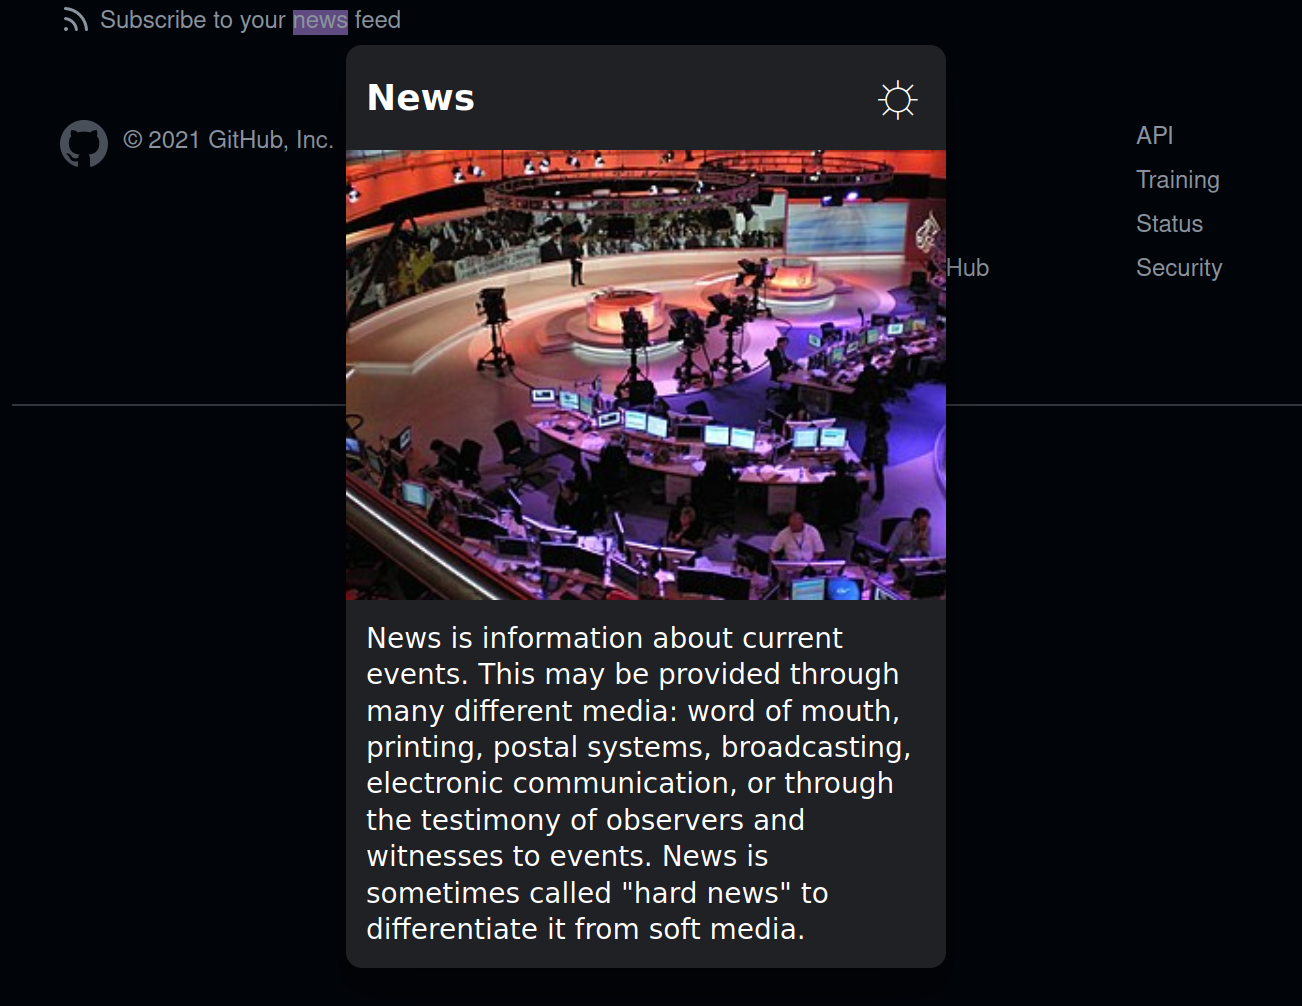 Subscribe to your news feed
News
© 2021 GitHub, Inc.
API
Training
Status
Hub
Security
News is information about current
events. This may be provided through
many different media: word of mouth,
printing, postal systems, broadcasting,
electronic communication, or through
the testimony of observers and
witnesses to events. News is
sometimes called "hard news" to
differentiate it from soft media.